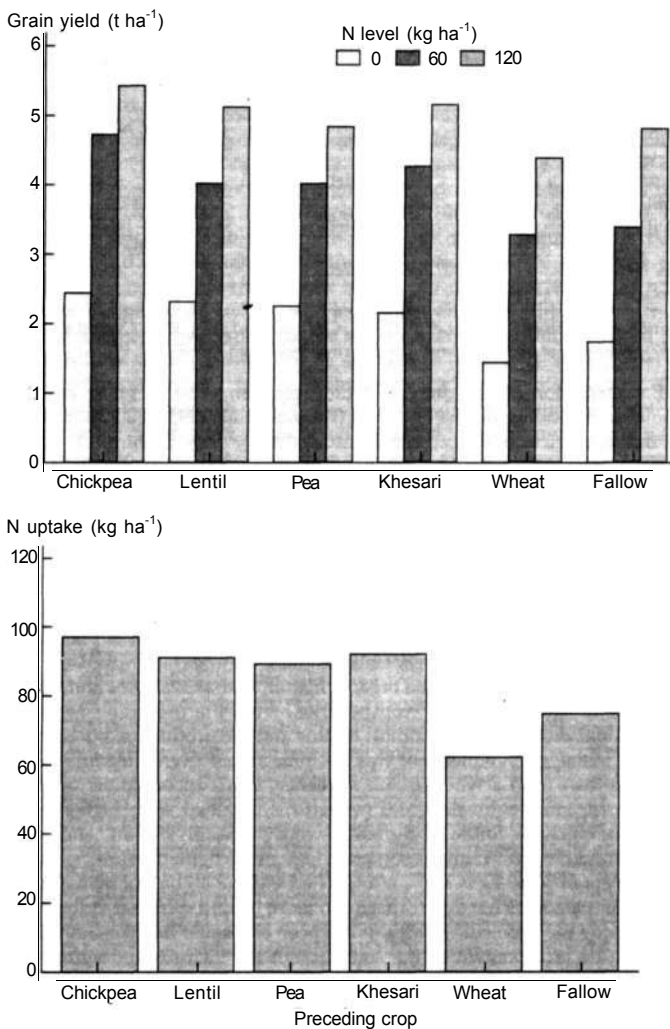 Grain yield (t ha⁻¹)
N level (kg ha⁻¹)
0 60 120
6
5
4
3
2
1
0
Chickpea Lentil Pea Khesari Wheat Fallow
N uptake (kg ha⁻¹)
120
100
80
60
40
20
0
Chickpea Lentil Pea Khesari Wheat Fallow
Preceding crop